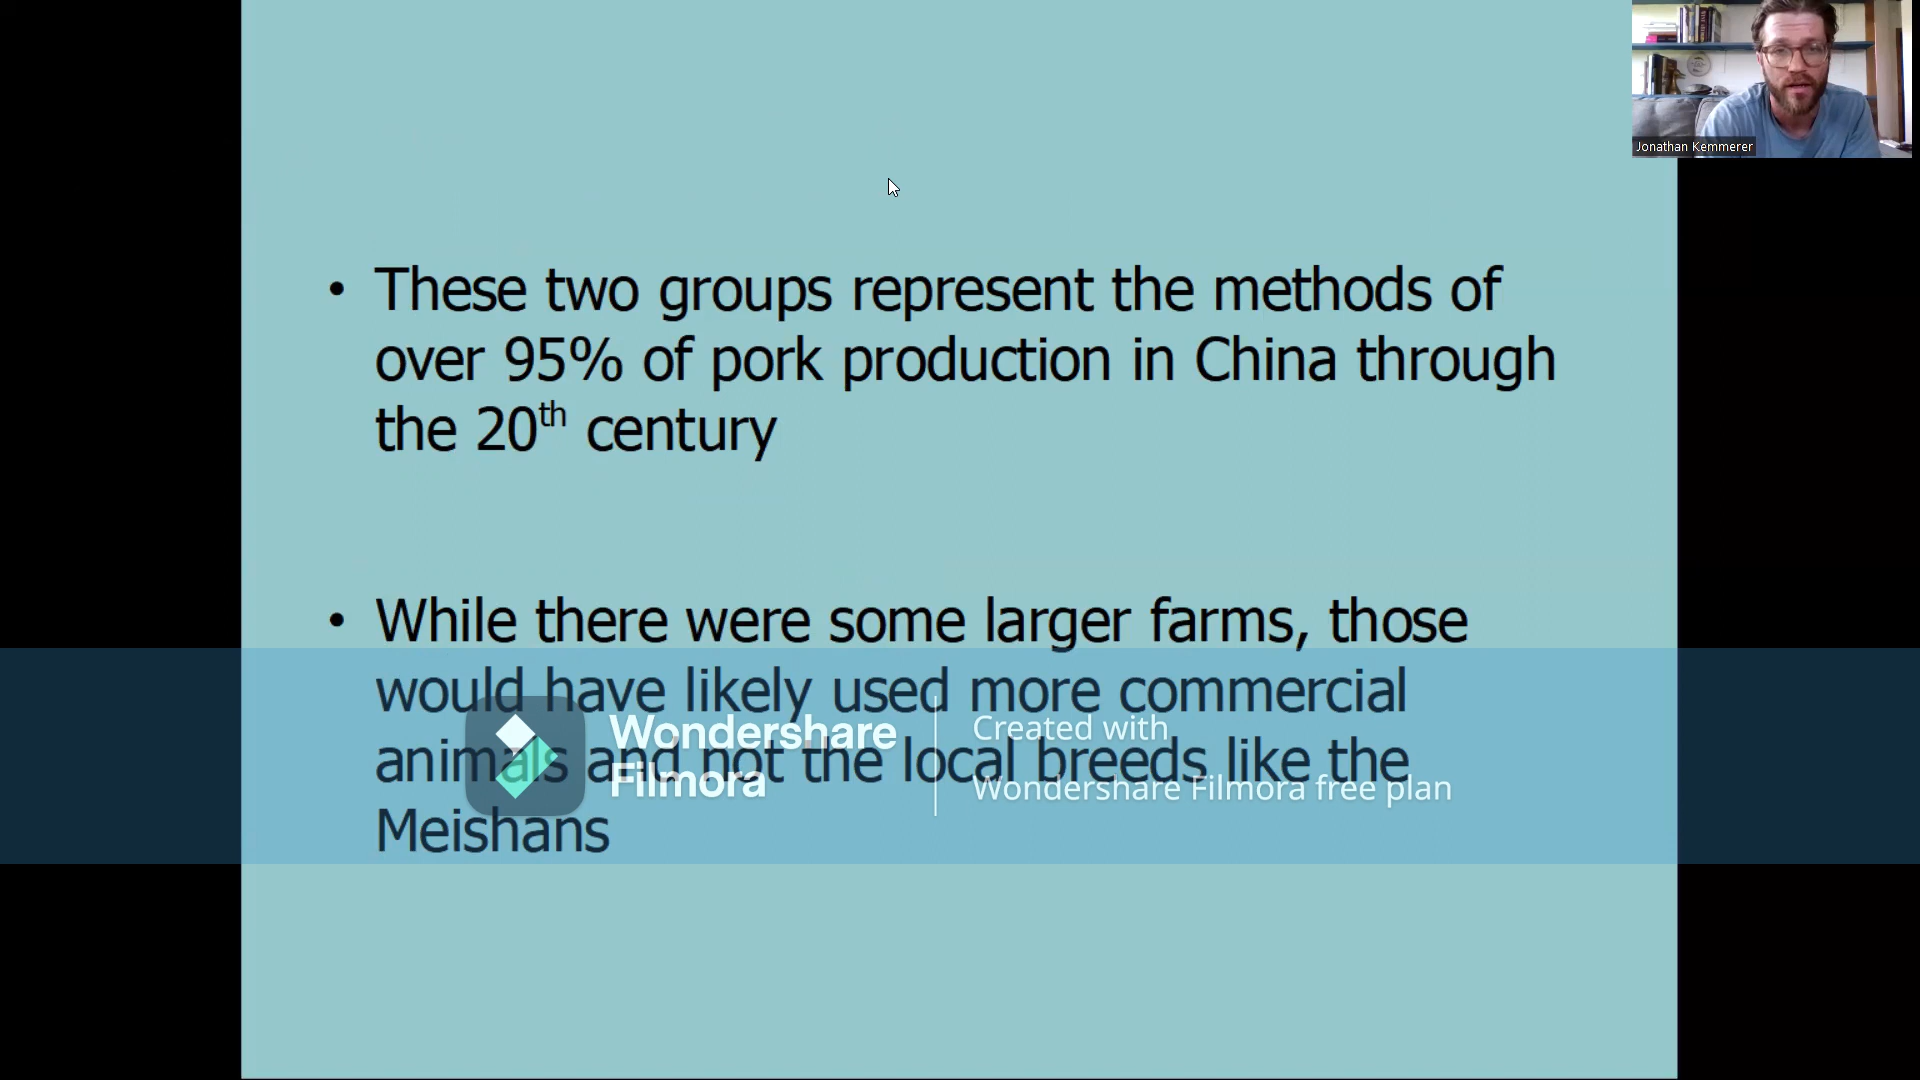 Jonathan Kemmerer
• These two groups represent the methods of
over 95% of pork production in China through
the 20th century
• While there were some larger farms, those
would have likely used more commercial
animals and not the local breeds like the
Meishans
Wondershare
Filmora
Created with
Wondershare Filmora free plan